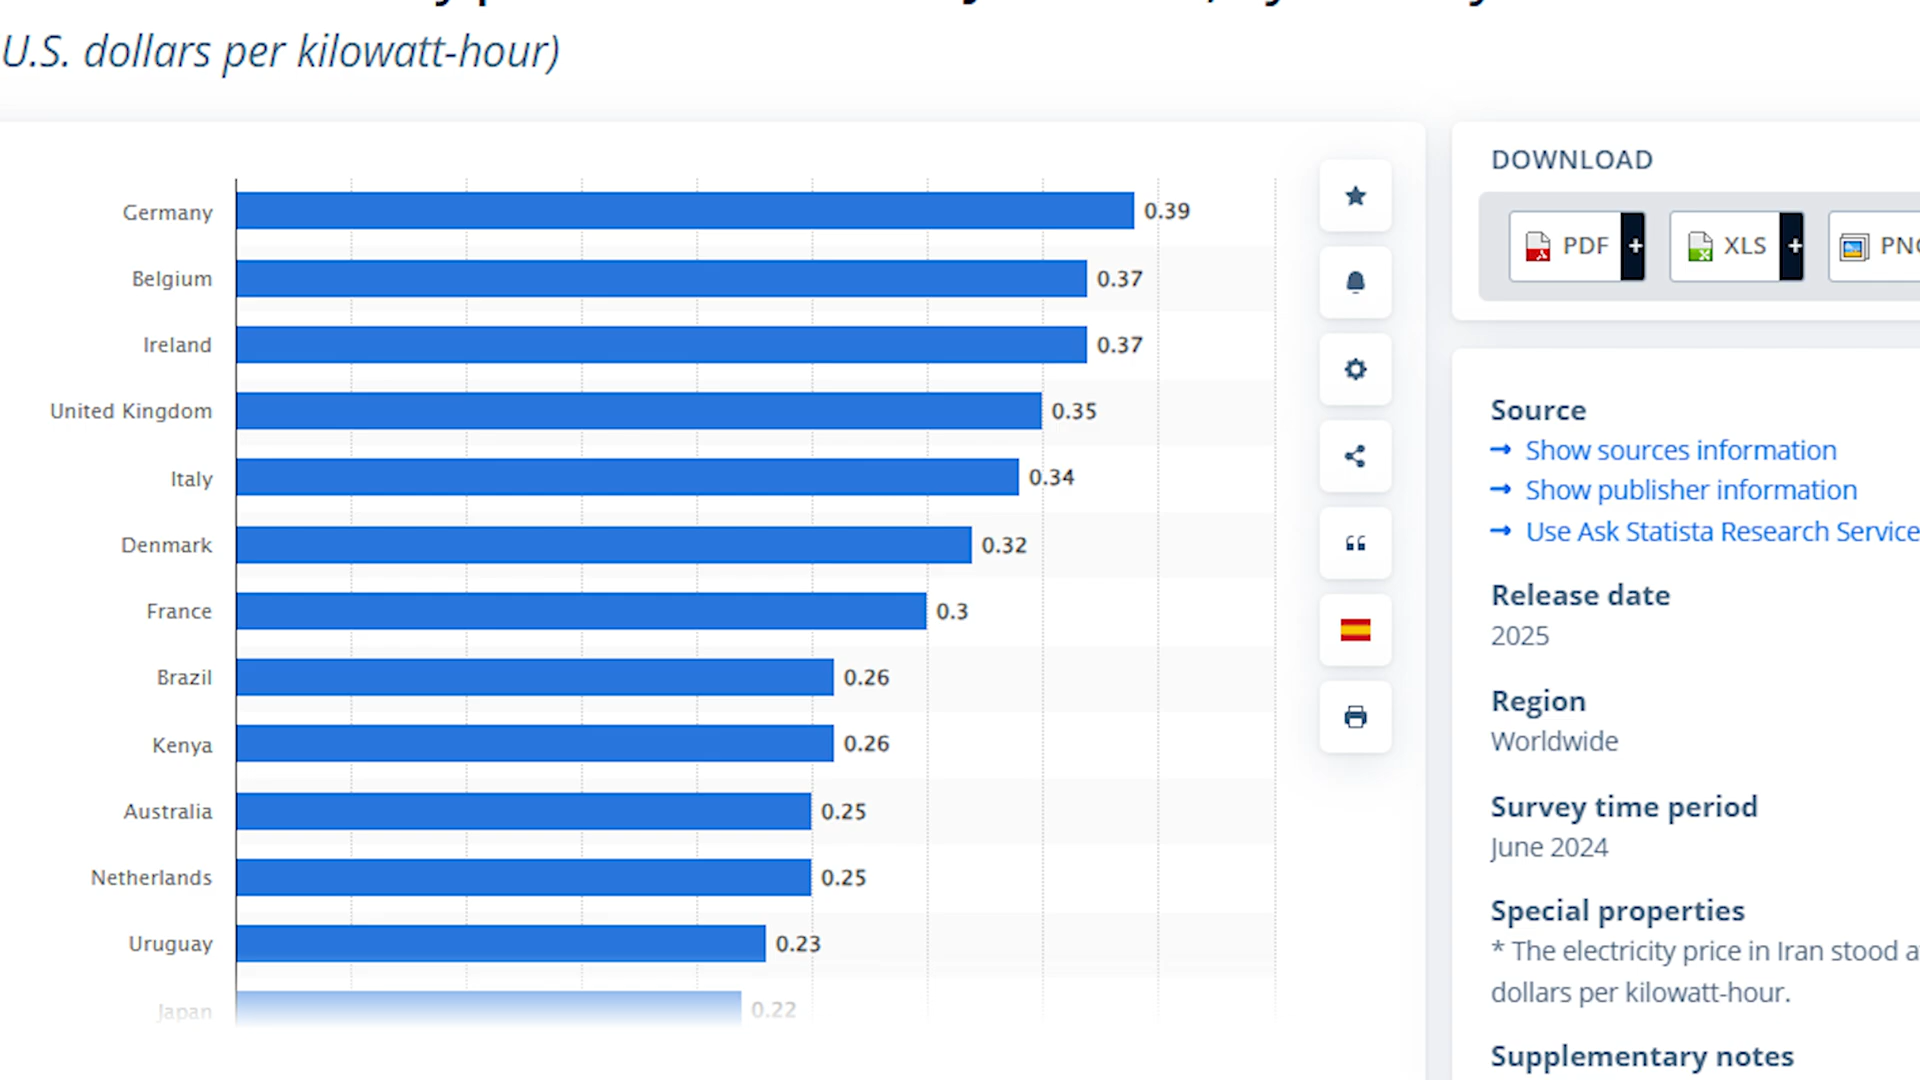 U.S. dollars per kilowatt-hour)
Germany 0.39
Belgium 0.37
Ireland 0.37
United Kingdom 0.35
Italy 0.34
Denmark 0.32
France 0.3
Brazil 0.26
Kenya 0.26
Australia 0.25
Netherlands 0.25
Uruguay 0.23
Japan 0.22
DOWNLOAD
PDF + XLS + PNG
Source
→ Show sources information
→ Show publisher information
→ Use Ask Statista Research Service
Release date
2025
Region
Worldwide
Survey time period
June 2024
Special properties
* The electricity price in Iran stood a
dollars per kilowatt-hour.
Supplementary notes